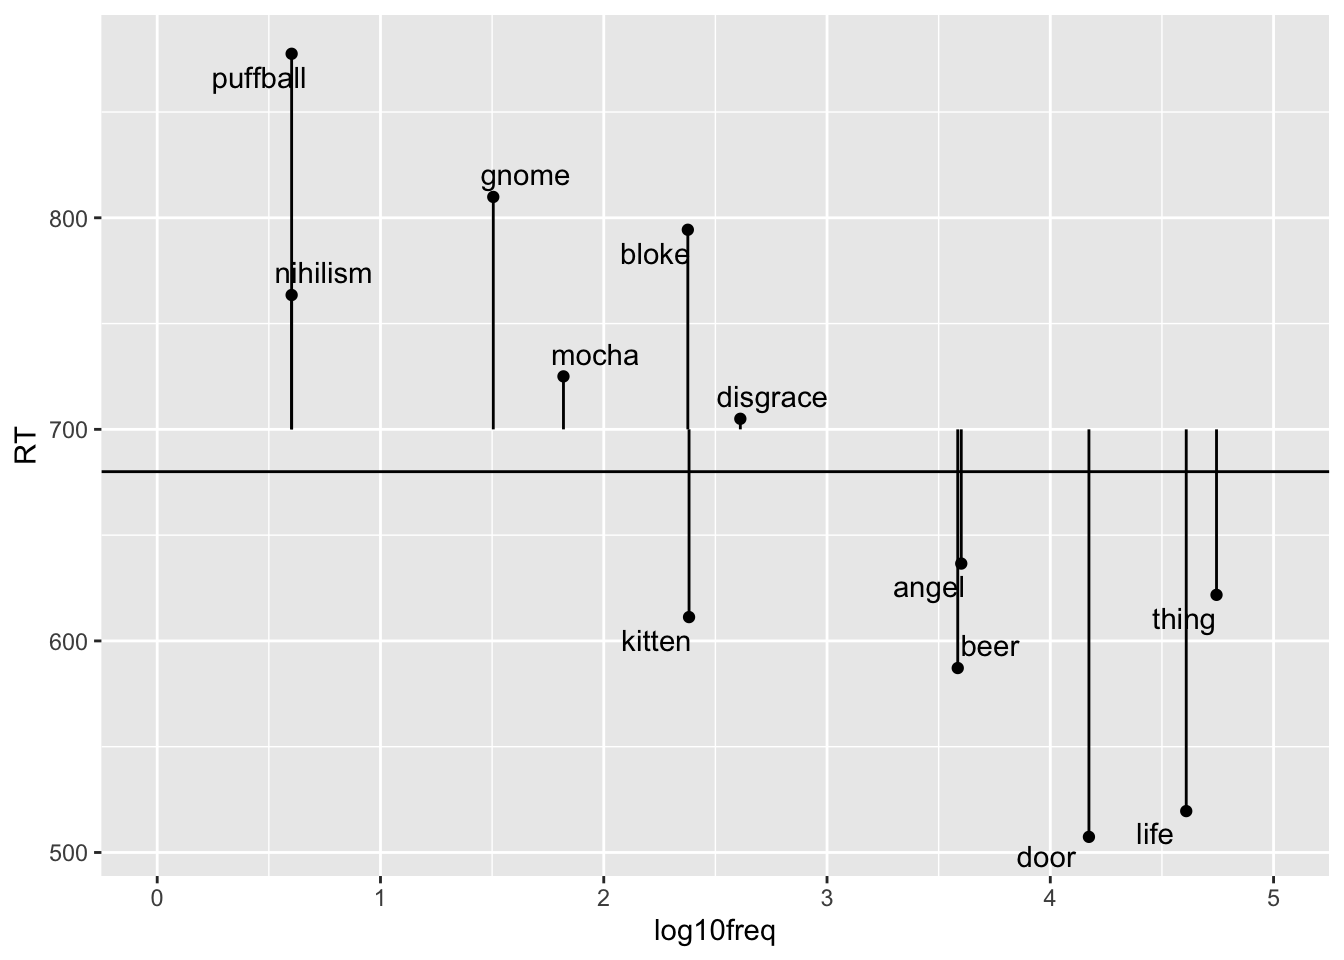 puffball
gnome
800
bloke
nihilism
mocha
disgrace
700
RT
angel
thing
600
kitten
beer
life
500
door
0 1 2 3 4 5
log10freq